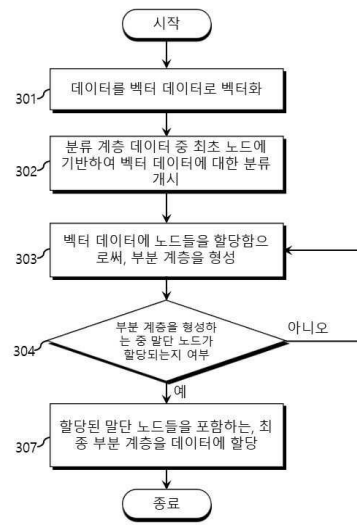 시작
301
데이터를 벡터 데이터로 벡터화
302
분류 계층 데이터 중 최초 노드에
기반하여 벡터 데이터에 대한 분류
개시
303
벡터 데이터에 노드들을 할당함으
로써, 부분 계층을 형성
304
부분 계층을 형성하
는 중 말단 노드가
할당되는지 여부
아니오
예
307
할당된 말단 노드들을 포함하는, 최
종 부분 계층을 데이터에 할당
종료